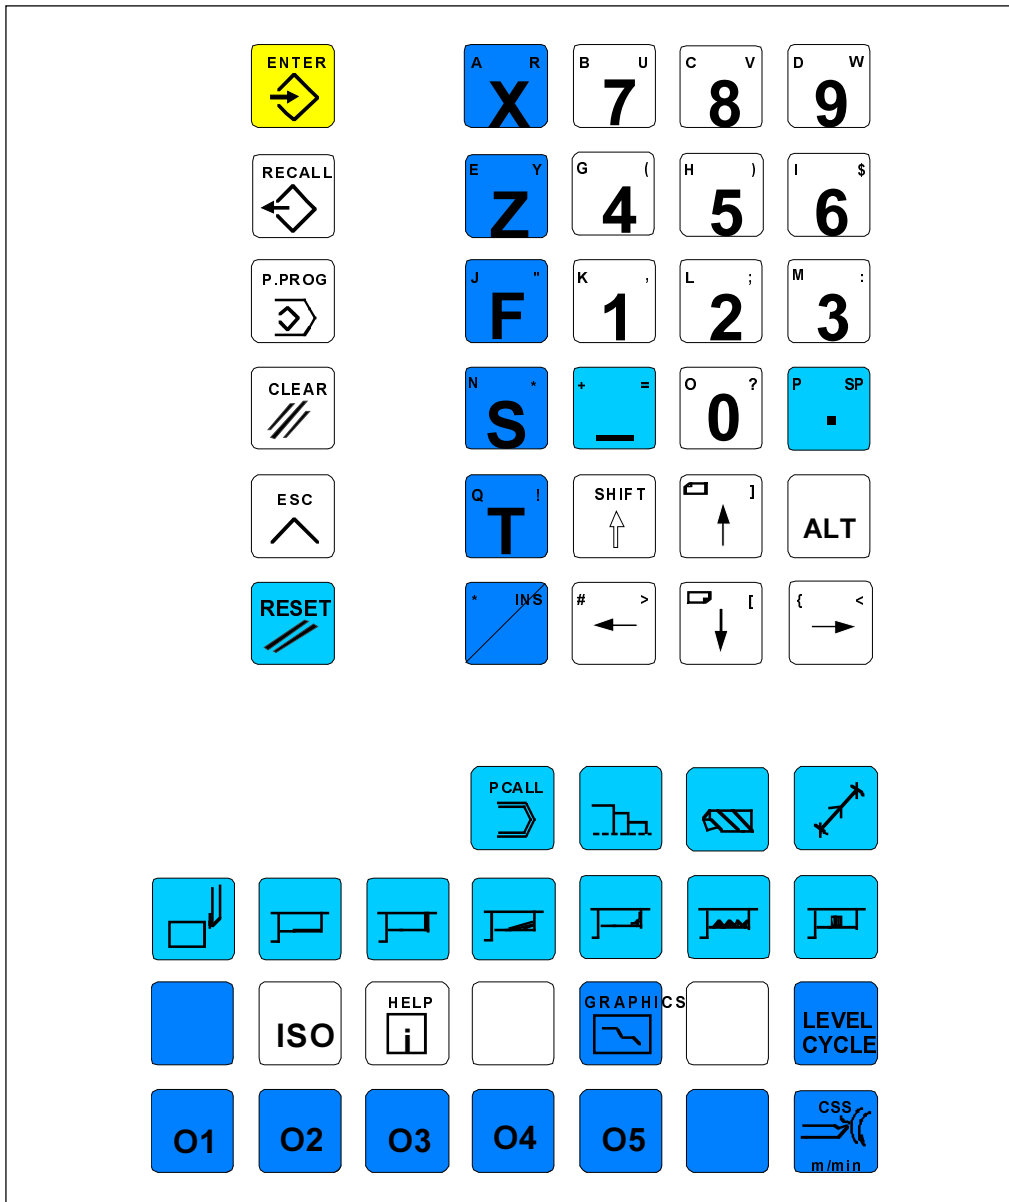 ENTER
A R B U C V D W
X 7 8 9
RECALL
E Y G ( H ) I $
Z 4 5 6
P.PROG
J " K , L ; M :
F 1 2 3
CLEAR
N * + = O ? P SP
S _ 0 .
ESC
Q ! SHIFT ]
T ALT
RESET
* INS # > [ { <
PCALL
HELP GRAPHICS
ISO i LEVEL
CYCLE
O1 O2 O3 O4 O5 CSS
m/min